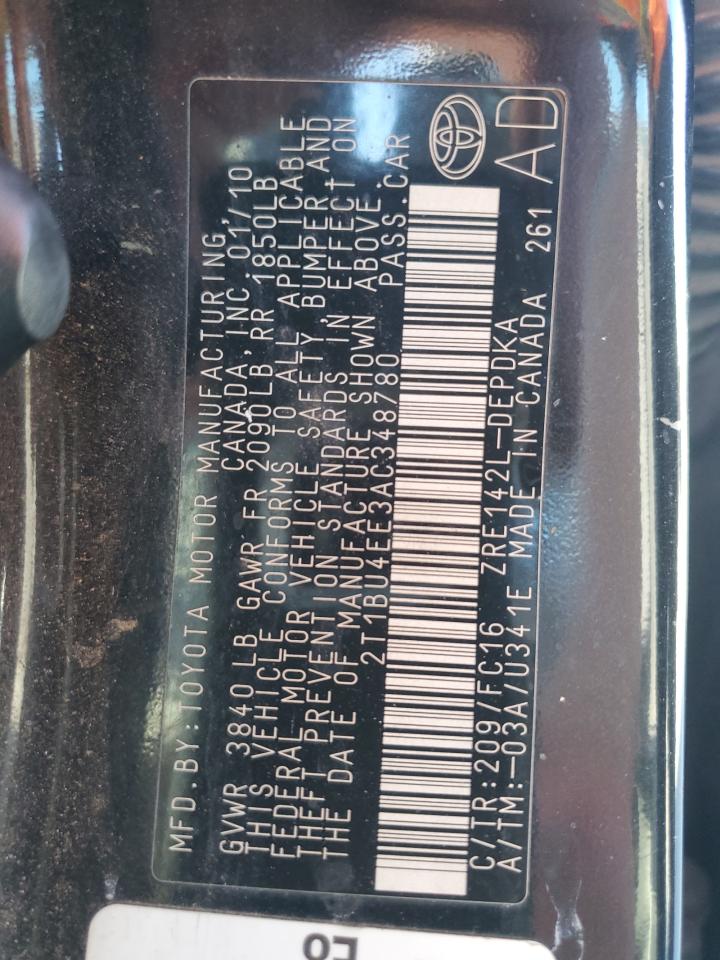 MFD.BY:TOYOTA MOTOR MANUFACTURING,
CANADA,INC.01/10
GVWR 3840 LB GAWR FR 2090LB,RR 1850LB
THIS VEHICLE CONFORMS TO ALL APPLICABLE
FEDERAL MOTOR VEHICLE SAFETY, BUMPER, AND
THEFT PREVENTION STANDARDS IN EFFECT ON
THE DATE OF MANUFACTURE SHOWN ABOVE.
2T1BU4EE3AC348780 PASS.CAR
C/TR:209/FC16 ZRE142L-DEPDKA
A/TM:-03A/U341E MADE IN CANADA 261
AD